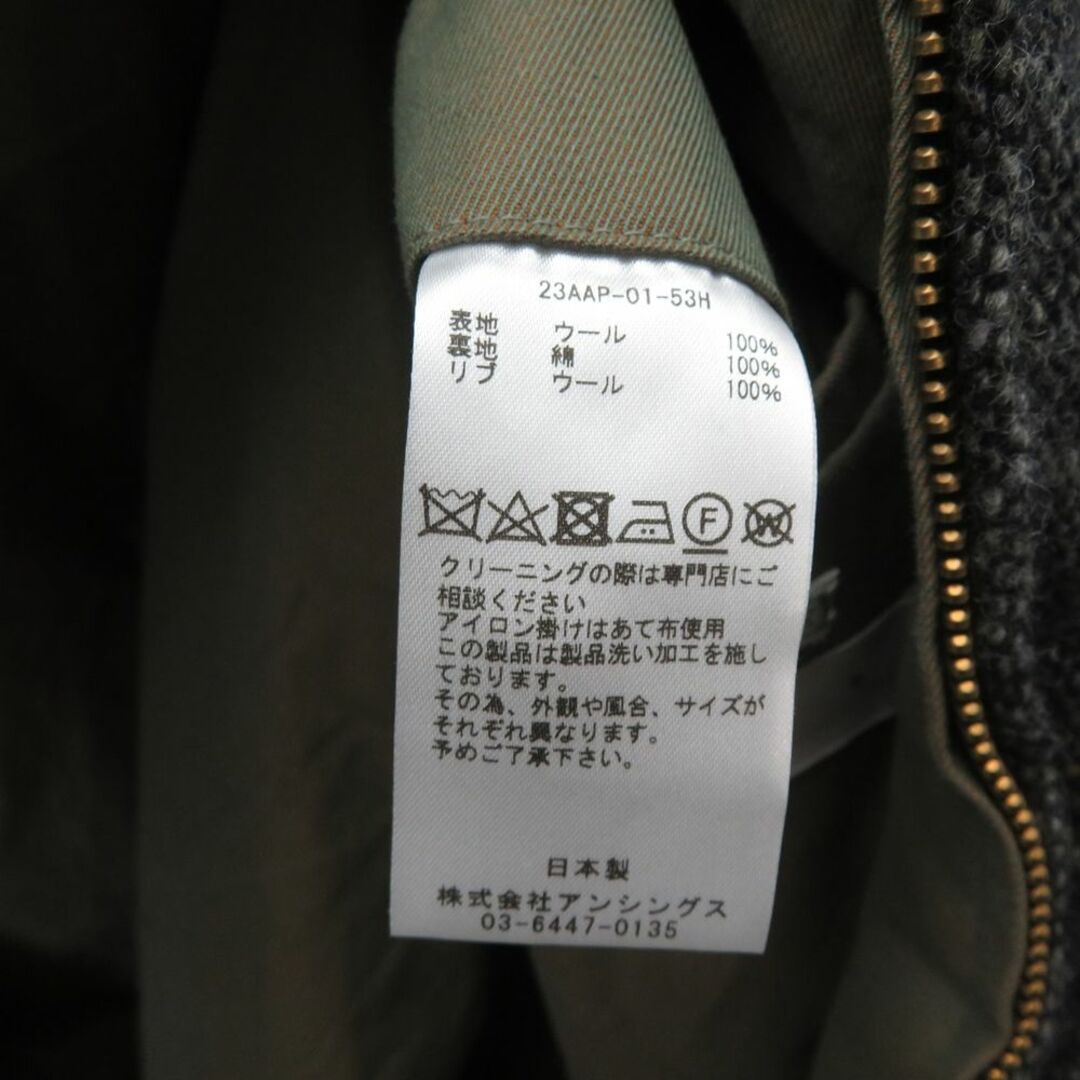 23AAP-01-53H
表地 ウール 100%
裏地 綿 100%
リブ ウール 100%
F W
クリーニングの際は専門店にご
相談ください
アイロン掛けはあて布使用
この製品は製品洗い加工を施し
ております。
その為、外観や風合、サイズが
それぞれ異なります。
予めご了承下さい。
日本製
株式会社アンシングス
03-6447-0135